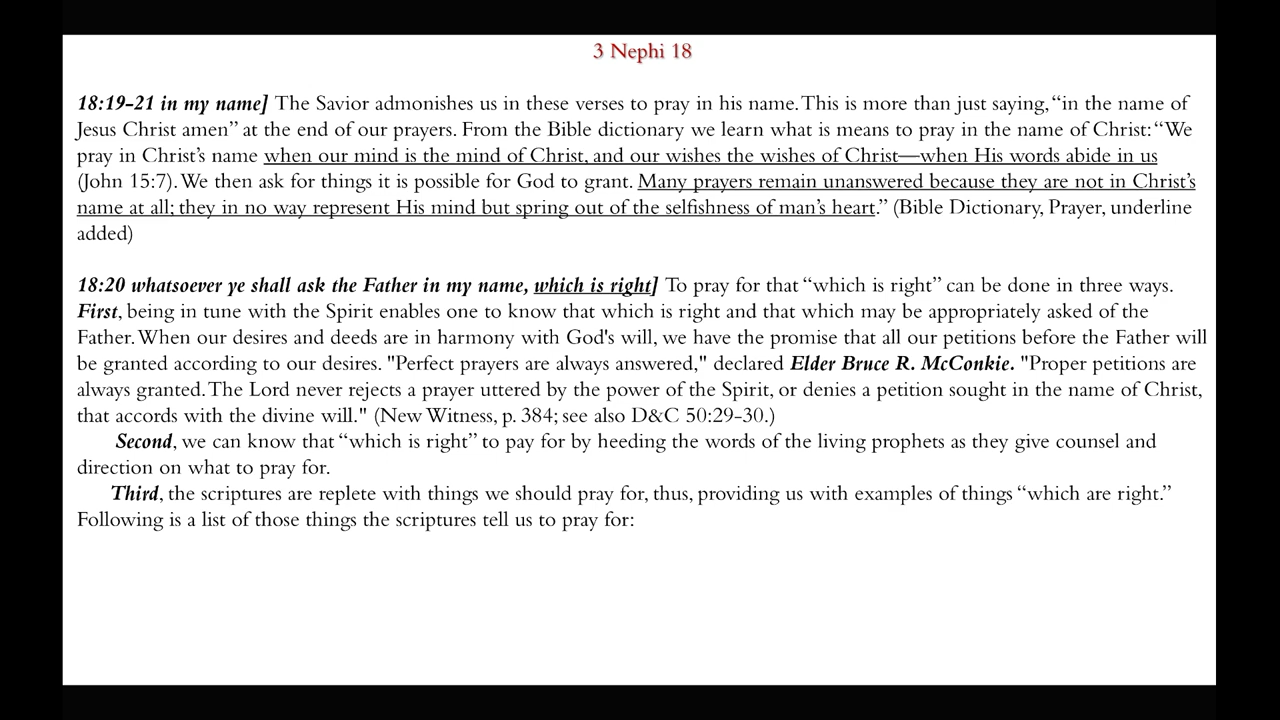 3 Nephi 18
18:19-21 in my name] The Savior admonishes us in these verses to pray in his name. This is more than just saying, “in the name of
Jesus Christ amen” at the end of our prayers. From the Bible dictionary we learn what is means to pray in the name of Christ: “We
pray in Christ’s name when our mind is the mind of Christ, and our wishes the wishes of Christ—when His words abide in us
(John 15:7). We then ask for things it is possible for God to grant. Many prayers remain unanswered because they are not in Christ’s
name at all; they in no way represent His mind but spring out of the selfishness of man’s heart.” (Bible Dictionary, Prayer, underline
added)
18:20 whatsoever ye shall ask the Father in my name, which is right] To pray for that “which is right” can be done in three ways.
First, being in tune with the Spirit enables one to know that which is right and that which may be appropriately asked of the
Father. When our desires and deeds are in harmony with God's will, we have the promise that all our petitions before the Father will
be granted according to our desires. "Perfect prayers are always answered," declared Elder Bruce R. McConkie. "Proper petitions are
always granted. The Lord never rejects a prayer uttered by the power of the Spirit, or denies a petition sought in the name of Christ,
that accords with the divine will." (New Witness, p. 384; see also D&C 50:29-30.)
Second, we can know that “which is right” to pay for by heeding the words of the living prophets as they give counsel and
direction on what to pray for.
Third, the scriptures are replete with things we should pray for, thus, providing us with examples of things “which are right.”
Following is a list of those things the scriptures tell us to pray for: